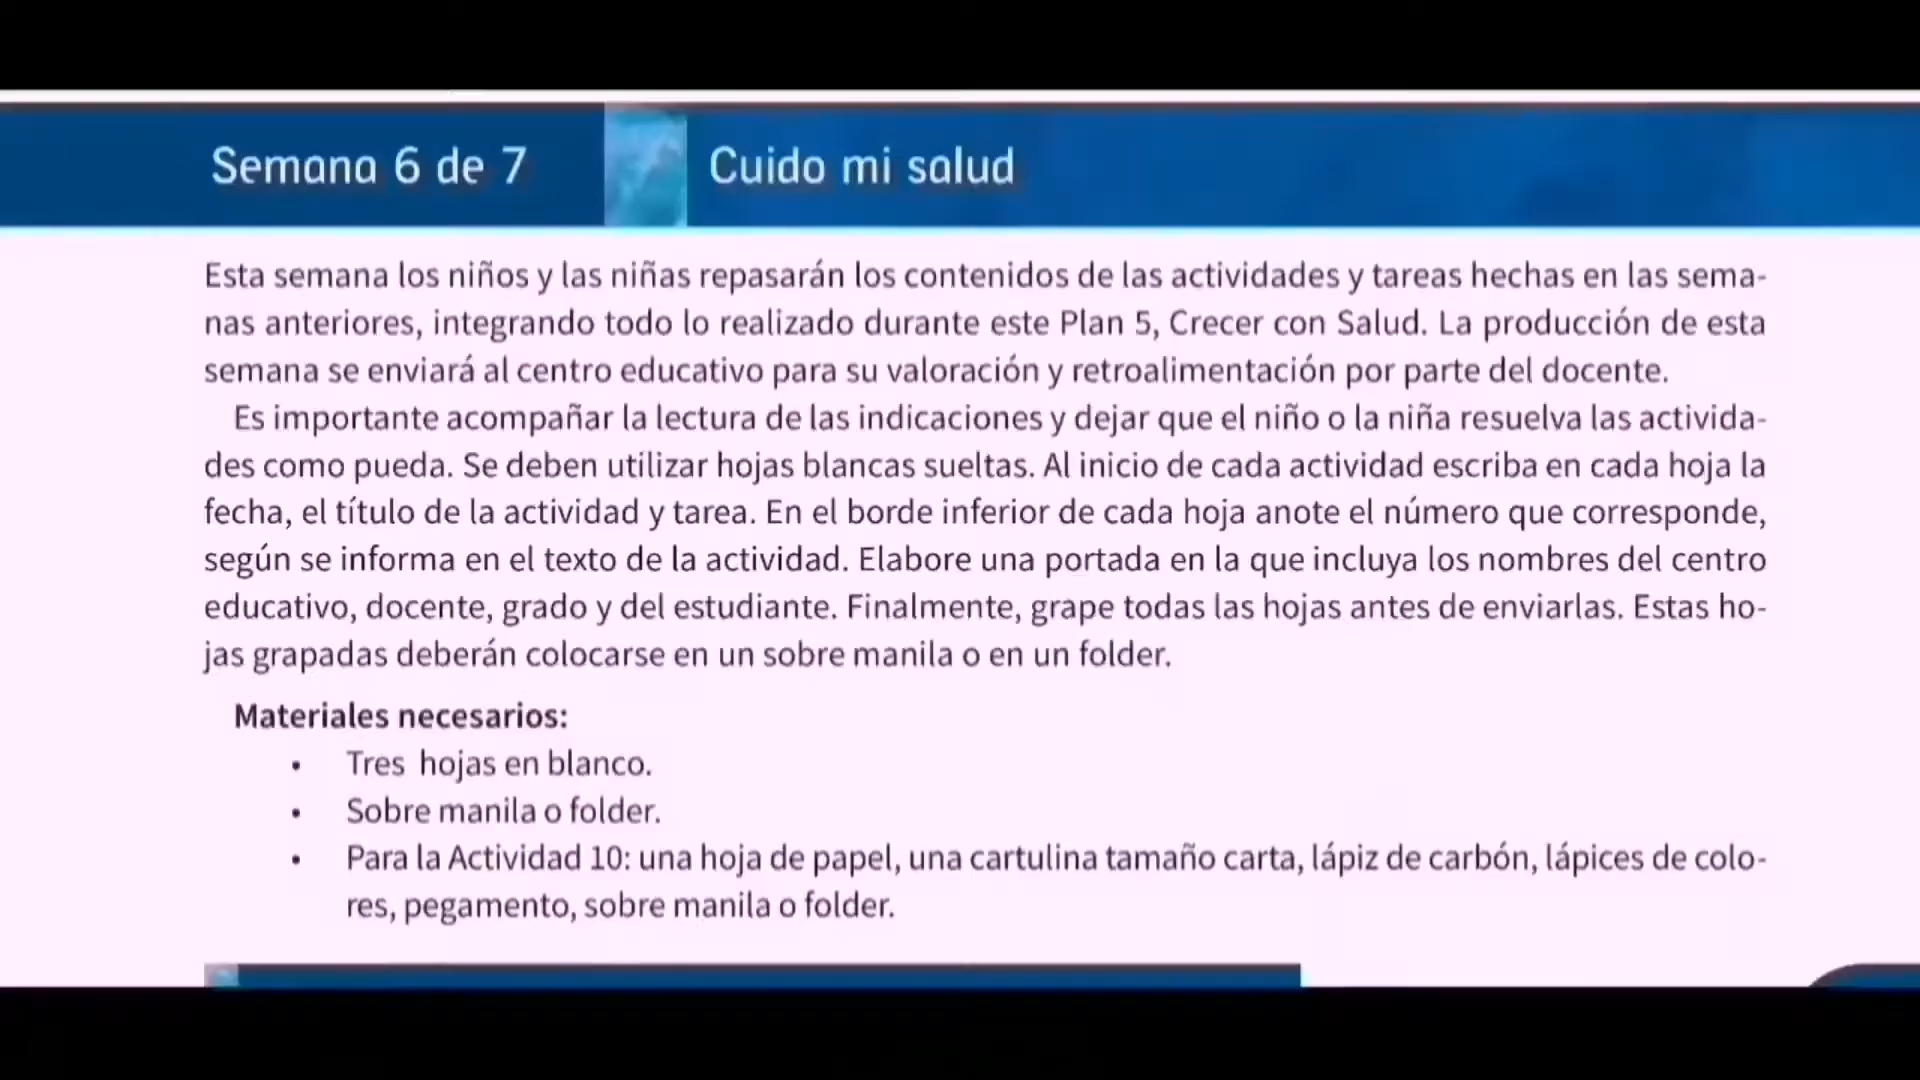 Semana 6 de 7
Cuido mi salud
Esta semana los niños y las niñas repasarán los contenidos de las actividades y tareas hechas en las sema-
nas anteriores, integrando todo lo realizado durante este Plan 5, Crecer con Salud. La producción de esta
semana se enviará al centro educativo para su valoración y retroalimentación por parte del docente.
Es importante acompañar la lectura de las indicaciones y dejar que el niño o la niña resuelva las activida-
des como pueda. Se deben utilizar hojas blancas sueltas. Al inicio de cada actividad escriba en cada hoja la
fecha, el título de la actividad y tarea. En el borde inferior de cada hoja anote el número que corresponde,
según se informa en el texto de la actividad. Elabore una portada en la que incluya los nombres del centro
educativo, docente, grado y del estudiante. Finalmente, grape todas las hojas antes de enviarlas. Estas ho-
jas grapadas deberán colocarse en un sobre manila o en un folder.
Materiales necesarios:
• Tres hojas en blanco.
• Sobre manila o folder.
• Para la Actividad 10: una hoja de papel, una cartulina tamaño carta, lápiz de carbón, lápices de colo-
res, pegamento, sobre manila o folder.